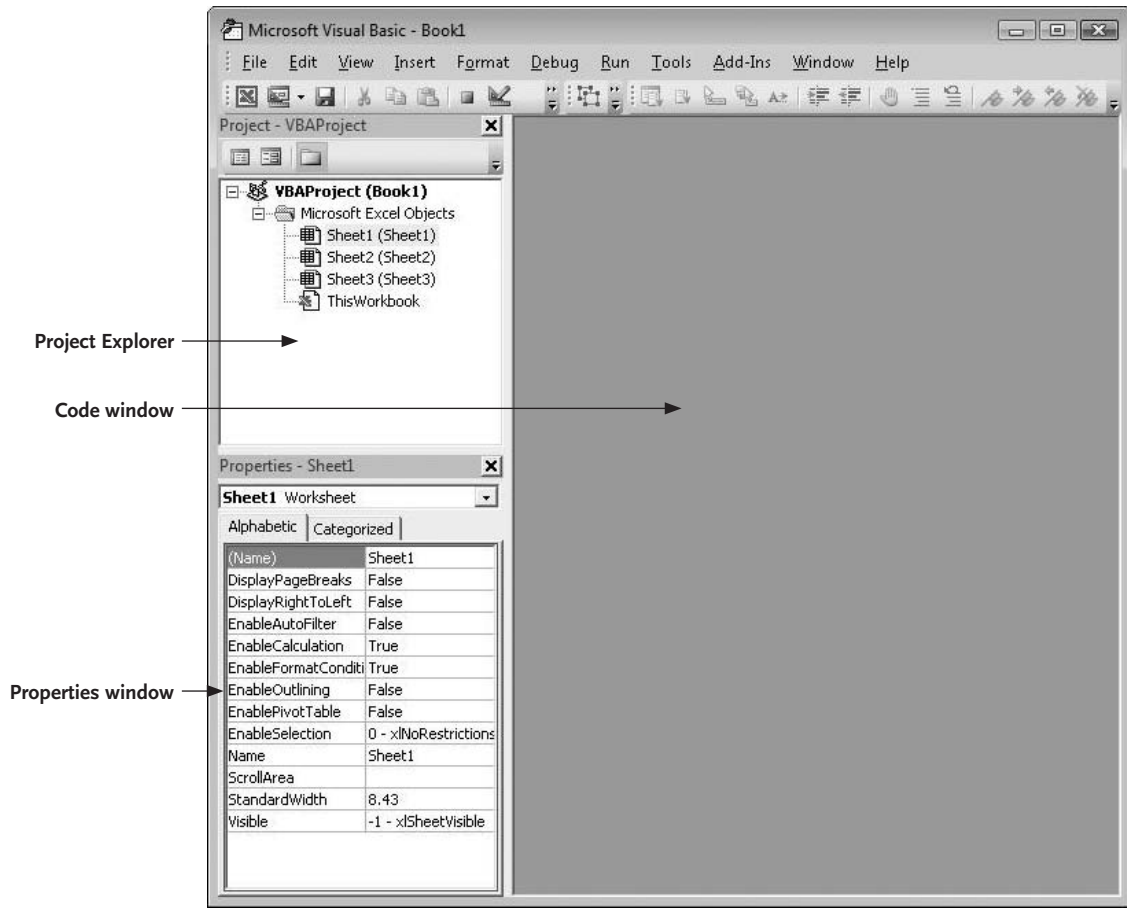 Microsoft Visual Basic - Book1
File Edit View Insert Format Debug Run Tools Add-Ins Window Help
Project - VBAProject
VBAProject (Book1)
Microsoft Excel Objects
Sheet1 (Sheet1)
Sheet2 (Sheet2)
Sheet3 (Sheet3)
ThisWorkbook
Project Explorer
Code window
Properties - Sheet1
Sheet1 Worksheet
Alphabetic Categorized
(Name) Sheet1
DisplayPageBreaks False
DisplayRightToLeft False
EnableAutoFilter False
EnableCalculation True
EnableFormatConditi True
Properties window
EnableOutlining False
EnablePivotTable False
EnableSelection 0 - xlNoRestrictions
Name Sheet1
ScrollArea
StandardWidth 8.43
Visible -1 - xlSheetVisible